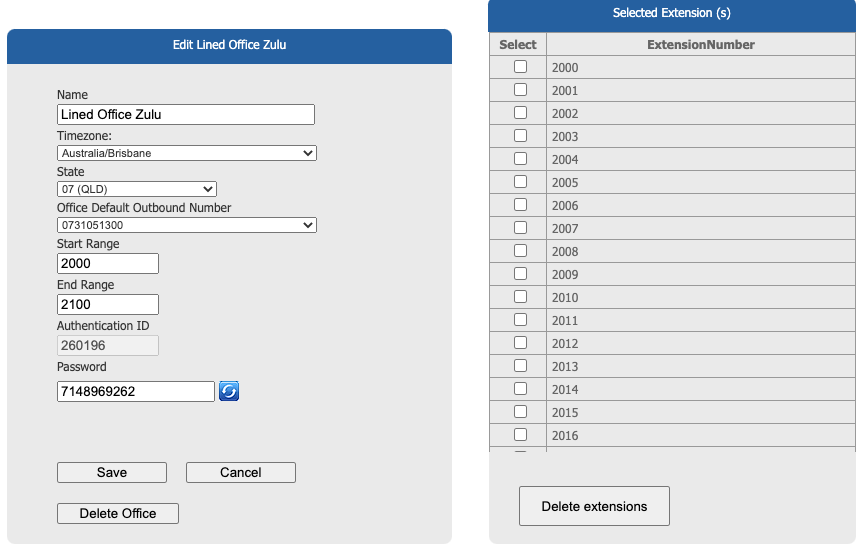 Edit Lined Office Zulu
Name
Lined Office Zulu
Timezone:
Australia/Brisbane
State
07 (QLD)
Office Default Outbound Number
0731051300
Start Range
2000
End Range
2100
Authentication ID
260196
Password
7148969262
Save Cancel
Delete Office
Selected Extension (s)
Select ExtensionNumber
2000
2001
2002
2003
2004
2005
2006
2007
2008
2009
2010
2011
2012
2013
2014
2015
2016
Delete extensions